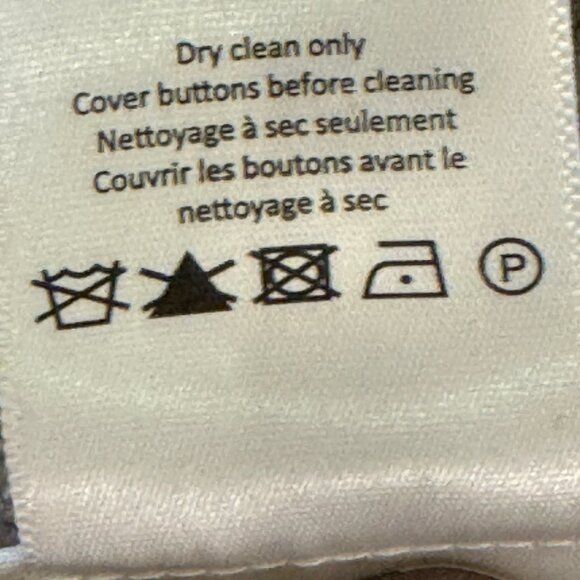 Dry clean only
Cover buttons before cleaning
Nettoyage à sec seulement
Couvrir les boutons avant le
nettoyage à sec
P